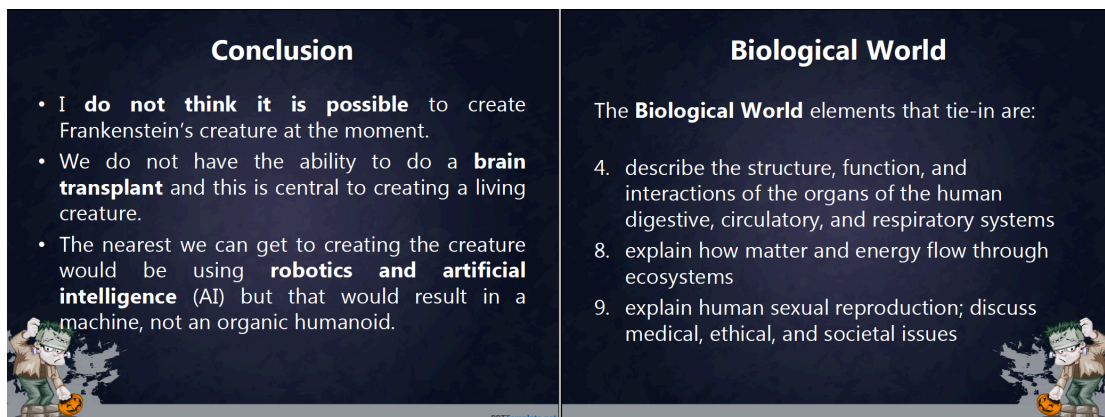 Conclusion
• I do not think it is possible to create
Frankenstein's creature at the moment.
• We do not have the ability to do a brain
transplant and this is central to creating a living
creature.
• The nearest we can get to creating the creature
would be using robotics and artificial
intelligence (AI) but that would result in a
machine, not an organic humanoid.
Biological World
The Biological World elements that tie-in are:
4. describe the structure, function, and
interactions of the organs of the human
digestive, circulatory, and respiratory systems
8. explain how matter and energy flow through
ecosystems
9. explain human sexual reproduction; discuss
medical, ethical, and societal issues